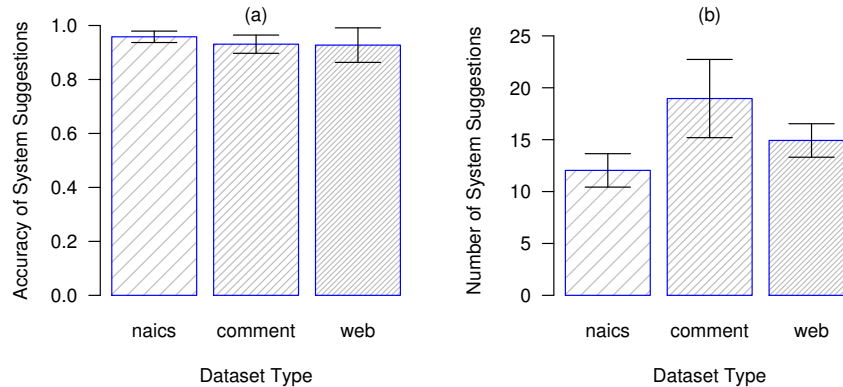 (a)
Accuracy of System Suggestions
1.0
0.8
0.6
0.4
0.2
0.0
naics comment web
Dataset Type
(b)
Number of System Suggestions
25
20
15
10
5
0
naics comment web
Dataset Type